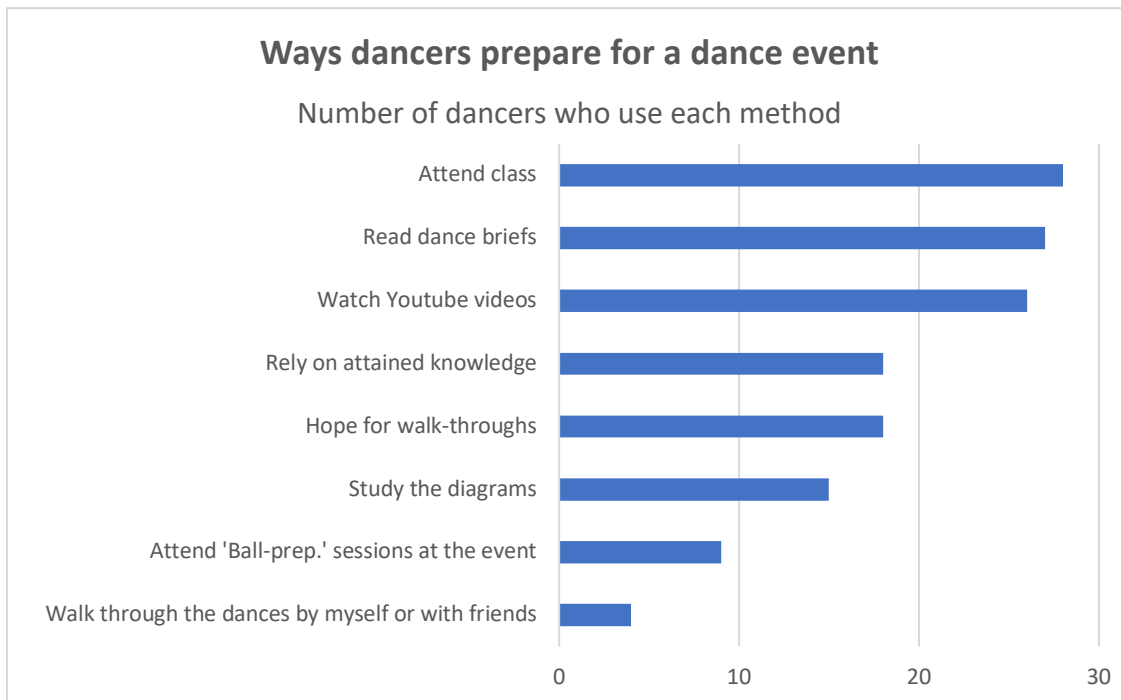 Ways dancers prepare for a dance event
Number of dancers who use each method
Attend class
Read dance briefs
Watch Youtube videos
Rely on attained knowledge
Hope for walk-throughs
Study the diagrams
Attend 'Ball-prep.' sessions at the event
Walk through the dances by myself or with friends
0 10 20 30